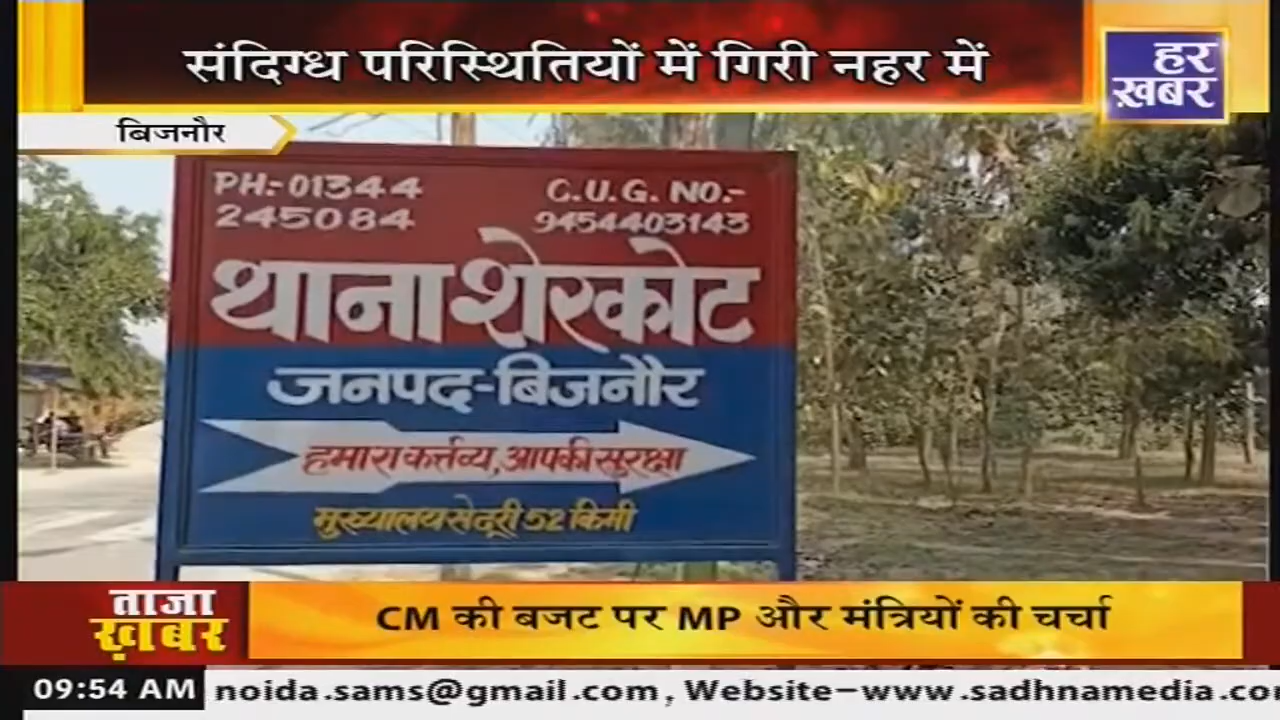 संदिग्ध परिस्थितियों में गिरी नहर में
हर
ख़बर
बिजनौर
PH:-01344
245084
C.U.G. NO.-
9454403143
थाना शेरकोट
जनपद-बिजनौर
हमारा कर्त्तव्य, आपकी सुरक्षा
मुख्यालय से दूरी 52 किमी
ताजा
ख़बर
CM की बजट पर MP और मंत्रियों की चर्चा
09:54 AM
noida.sams@gmail.com, Website-www.sadhnamedia.co